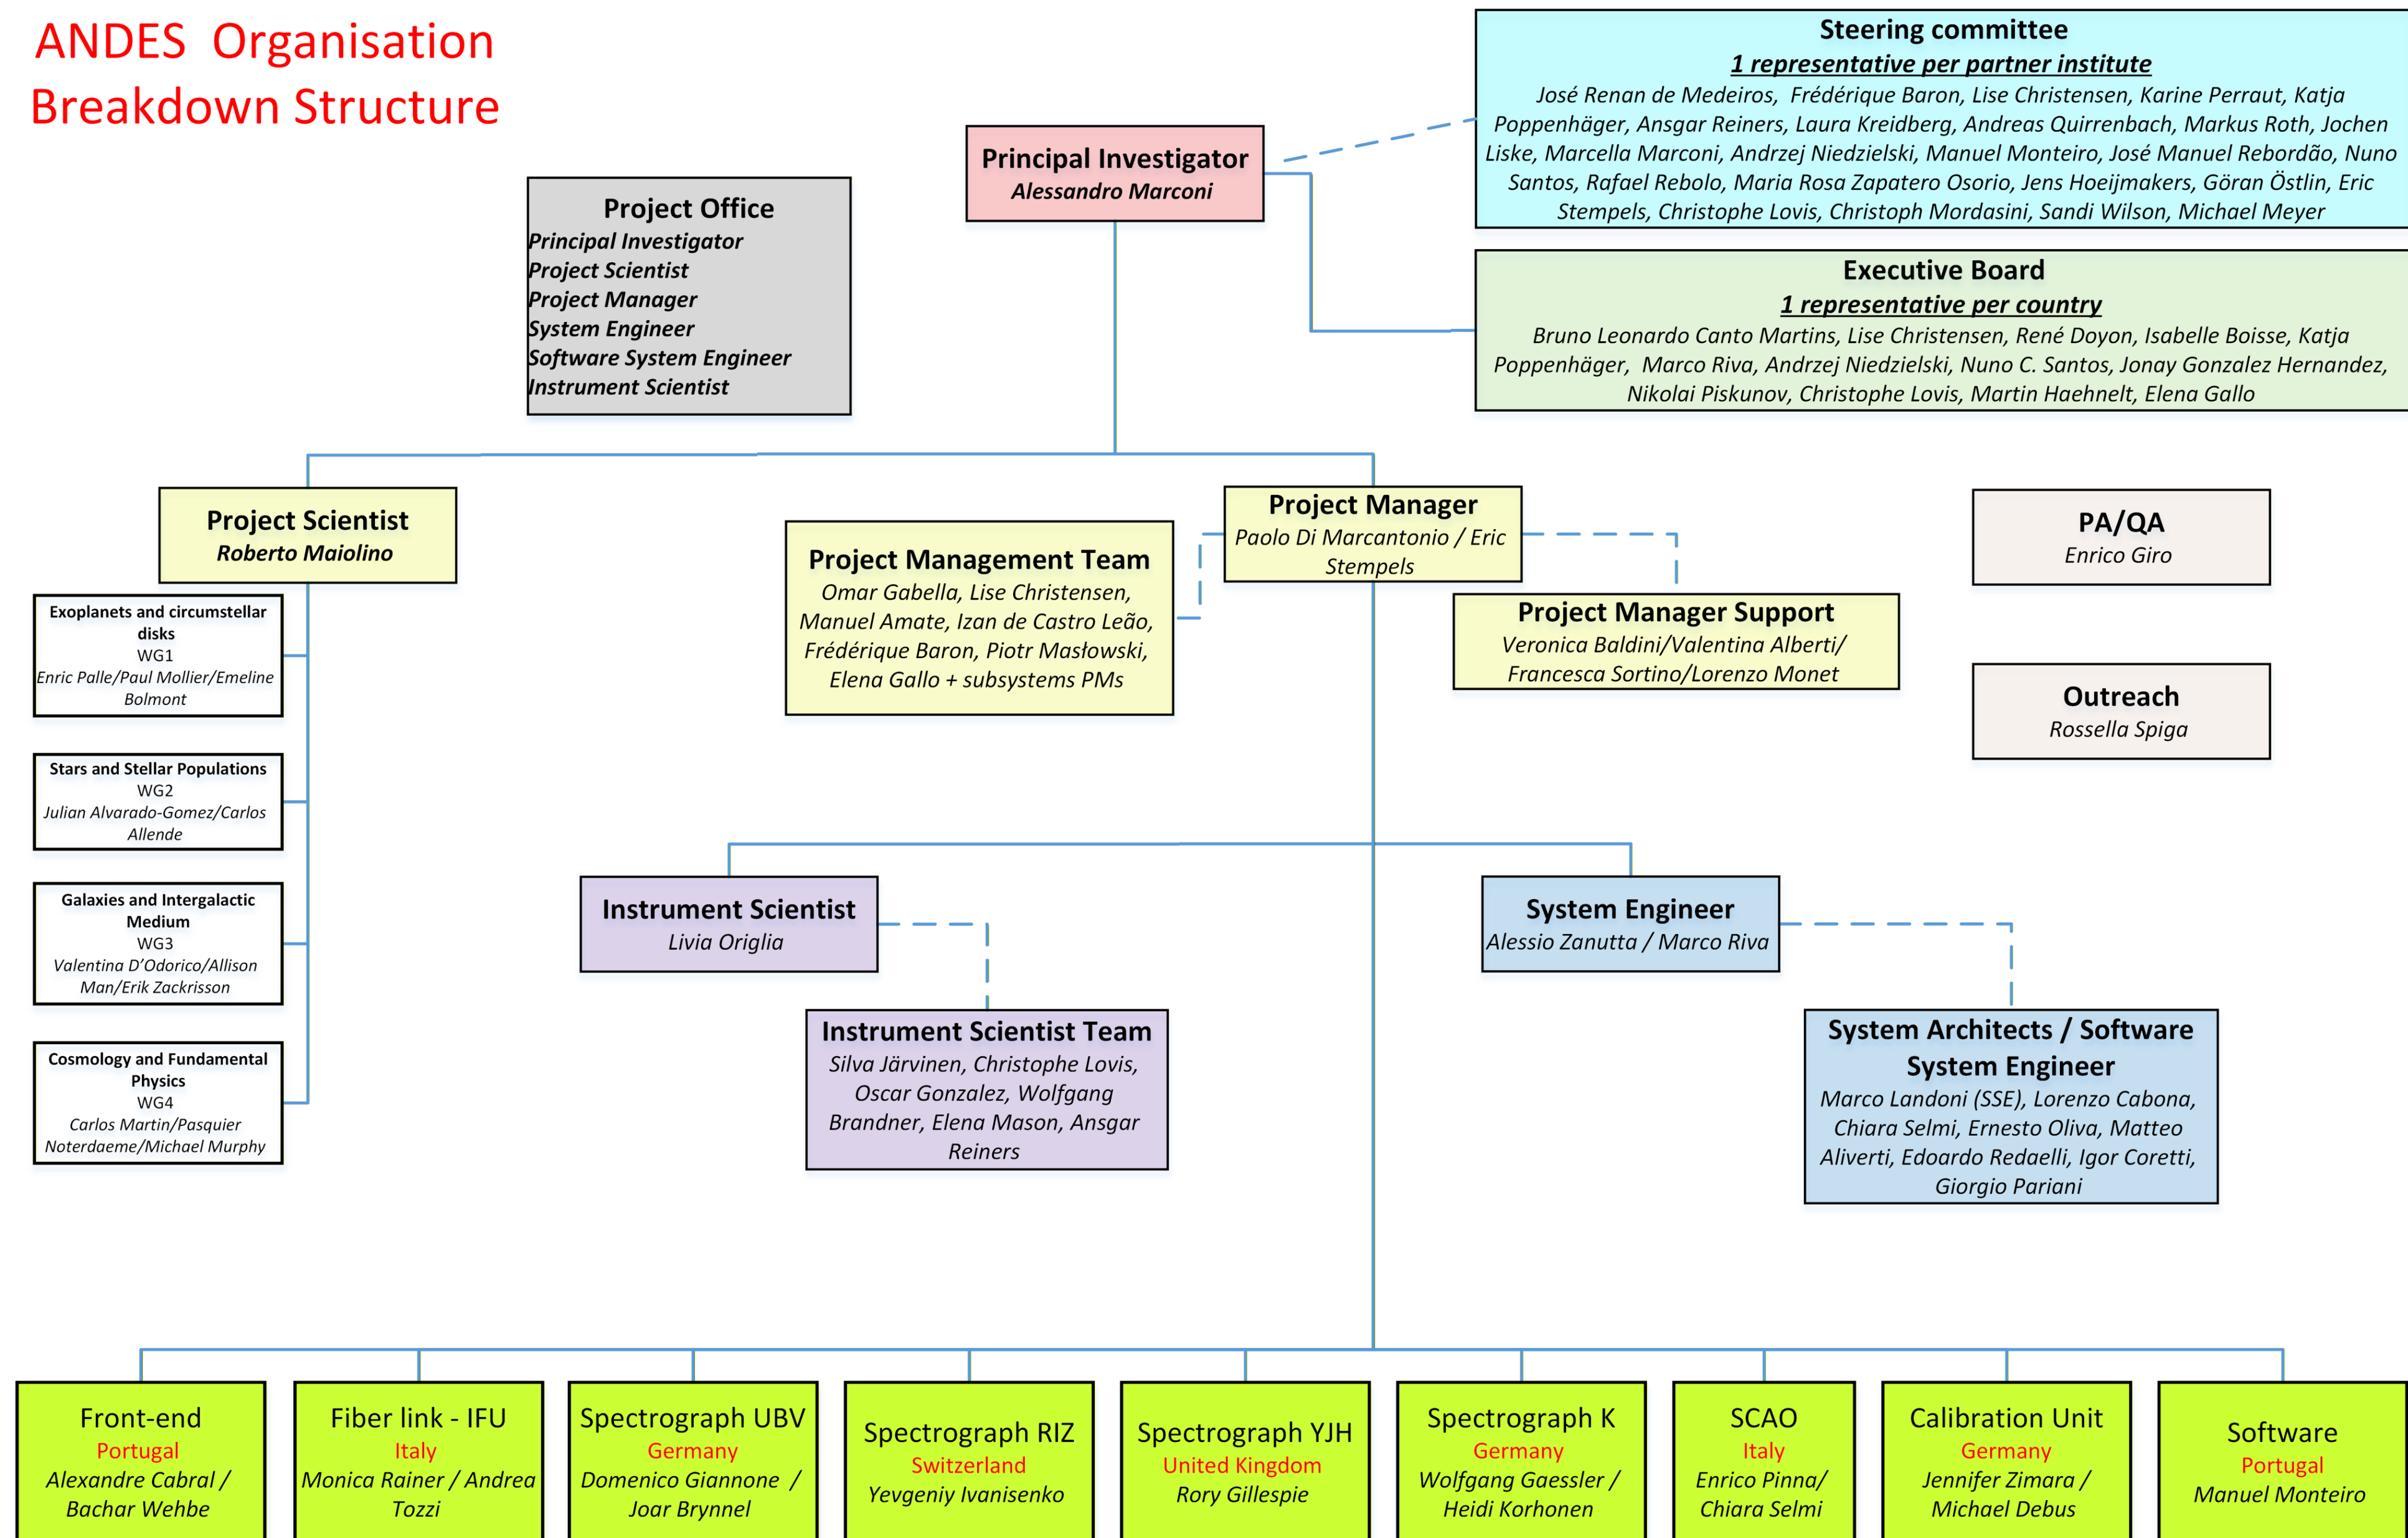 ANDES Organisation
Breakdown Structure
Steering committee
1 representative per partner institute
José Renan de Medeiros, Frédérique Baron, Lise Christensen, Karine Perraut, Katja
Poppenhäger, Ansgar Reiners, Laura Kreidberg, Andreas Quirrenbach, Markus Roth, Jochen
Liske, Marcella Marconi, Andrzej Niedzielski, Manuel Monteiro, José Manuel Rebordão, Nuno
Santos, Rafael Rebolo, Maria Rosa Zapatero Osorio, Jens Hoeijmakers, Göran Östlin, Eric
Stempels, Christophe Lovis, Christoph Mordasini, Sandi Wilson, Michael Meyer
Principal Investigator
Alessandro Marconi
Project Office
Principal Investigator
Project Scientist
Project Manager
System Engineer
Software System Engineer
Instrument Scientist
Executive Board
1 representative per country
Bruno Leonardo Canto Martins, Lise Christensen, René Doyon, Isabelle Boisse, Katja
Poppenhäger, Marco Riva, Andrzej Niedzielski, Nuno C. Santos, Jonay Gonzalez Hernandez,
Nikolai Piskunov, Christophe Lovis, Martin Haehnelt, Elena Gallo
Project Scientist
Roberto Maiolino
Project Manager
Paolo Di Marcantonio / Eric
Stempels
PA/QA
Enrico Giro
Project Management Team
Omar Gabella, Lise Christensen,
Manuel Amate, Izan de Castro Leão,
Frédérique Baron, Piotr Masłowski,
Elena Gallo + subsystems PMs
Project Manager Support
Veronica Baldini/Valentina Alberti/
Francesca Sortino/Lorenzo Monet
Outreach
Rossella Spiga
Exoplanets and circumstellar
disks
WG1
Enric Palle/Paul Mollier/Emeline
Bolmont
Stars and Stellar Populations
WG2
Julian Alvarado-Gomez/Carlos
Allende
Galaxies and Intergalactic
Medium
WG3
Valentina D’Odorico/Allison
Man/Erik Zackrisson
Cosmology and Fundamental
Physics
WG4
Carlos Martin/Pasquier
Noterdaeme/Michael Murphy
Instrument Scientist
Livia Origlia
System Engineer
Alessio Zanutta / Marco Riva
Instrument Scientist Team
Silva Järvinen, Christophe Lovis,
Oscar Gonzalez, Wolfgang
Brandner, Elena Mason, Ansgar
Reiners
System Architects / Software
System Engineer
Marco Landoni (SSE), Lorenzo Cabona,
Chiara Selmi, Ernesto Oliva, Matteo
Aliverti, Edoardo Redaelli, Igor Coretti,
Giorgio Pariani
Front-end
Portugal
Alexandre Cabral /
Bachar Wehbe
Fiber link - IFU
Italy
Monica Rainer / Andrea
Tozzi
Spectrograph UBV
Germany
Domenico Giannone /
Joar Brynnel
Spectrograph RIZ
Switzerland
Yevgeniy Ivanisenko
Spectrograph YJH
United Kingdom
Rory Gillespie
Spectrograph K
Germany
Wolfgang Gaessler /
Heidi Korhonen
SCAO
Italy
Enrico Pinna/
Chiara Selmi
Calibration Unit
Germany
Jennifer Zimara /
Michael Debus
Software
Portugal
Manuel Monteiro